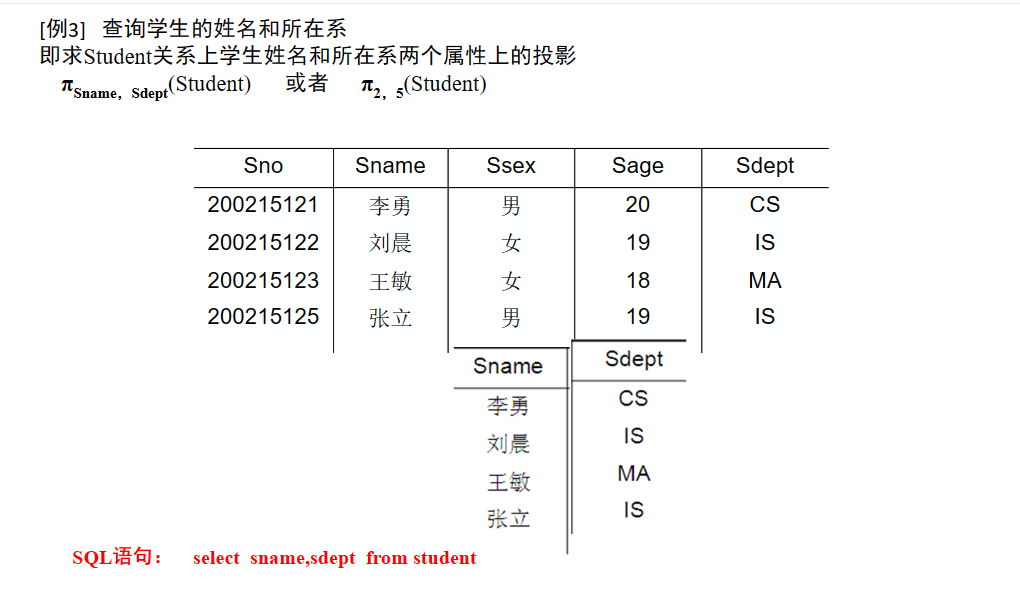 [例3] 查询学生的姓名和所在系
即求Student关系上学生姓名和所在系两个属性上的投影
πSname，Sdept(Student) 或者 π2，5(Student)
Sno Sname Ssex Sage Sdept
200215121 李勇 男 20 CS
200215122 刘晨 女 19 IS
200215123 王敏 女 18 MA
200215125 张立 男 19 IS
Sname Sdept
李勇 CS
刘晨 IS
王敏 MA
张立 IS
SQL语句： select sname,sdept from student